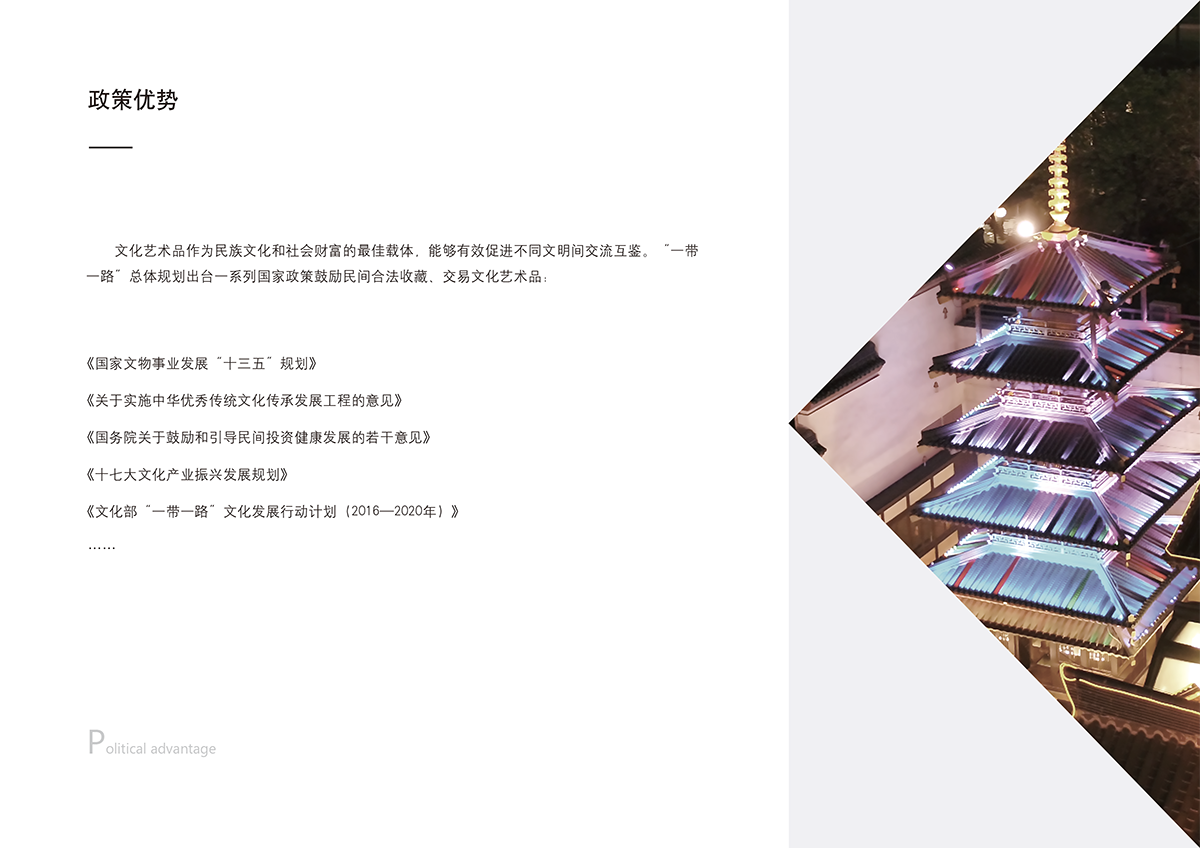 政策优势
文化艺术品作为民族文化和社会财富的最佳载体，能够有效促进不同文明间交流互鉴。“一带
一路”总体规划出台一系列国家政策鼓励民间合法收藏、交易文化艺术品：
《国家文物事业发展“十三五”规划》
《关于实施中华优秀传统文化传承发展工程的意见》
《国务院关于鼓励和引导民间投资健康发展的若干意见》
《十七大文化产业振兴发展规划》
《文化部“一带一路”文化发展行动计划（2016—2020年）》
……
Political advantage